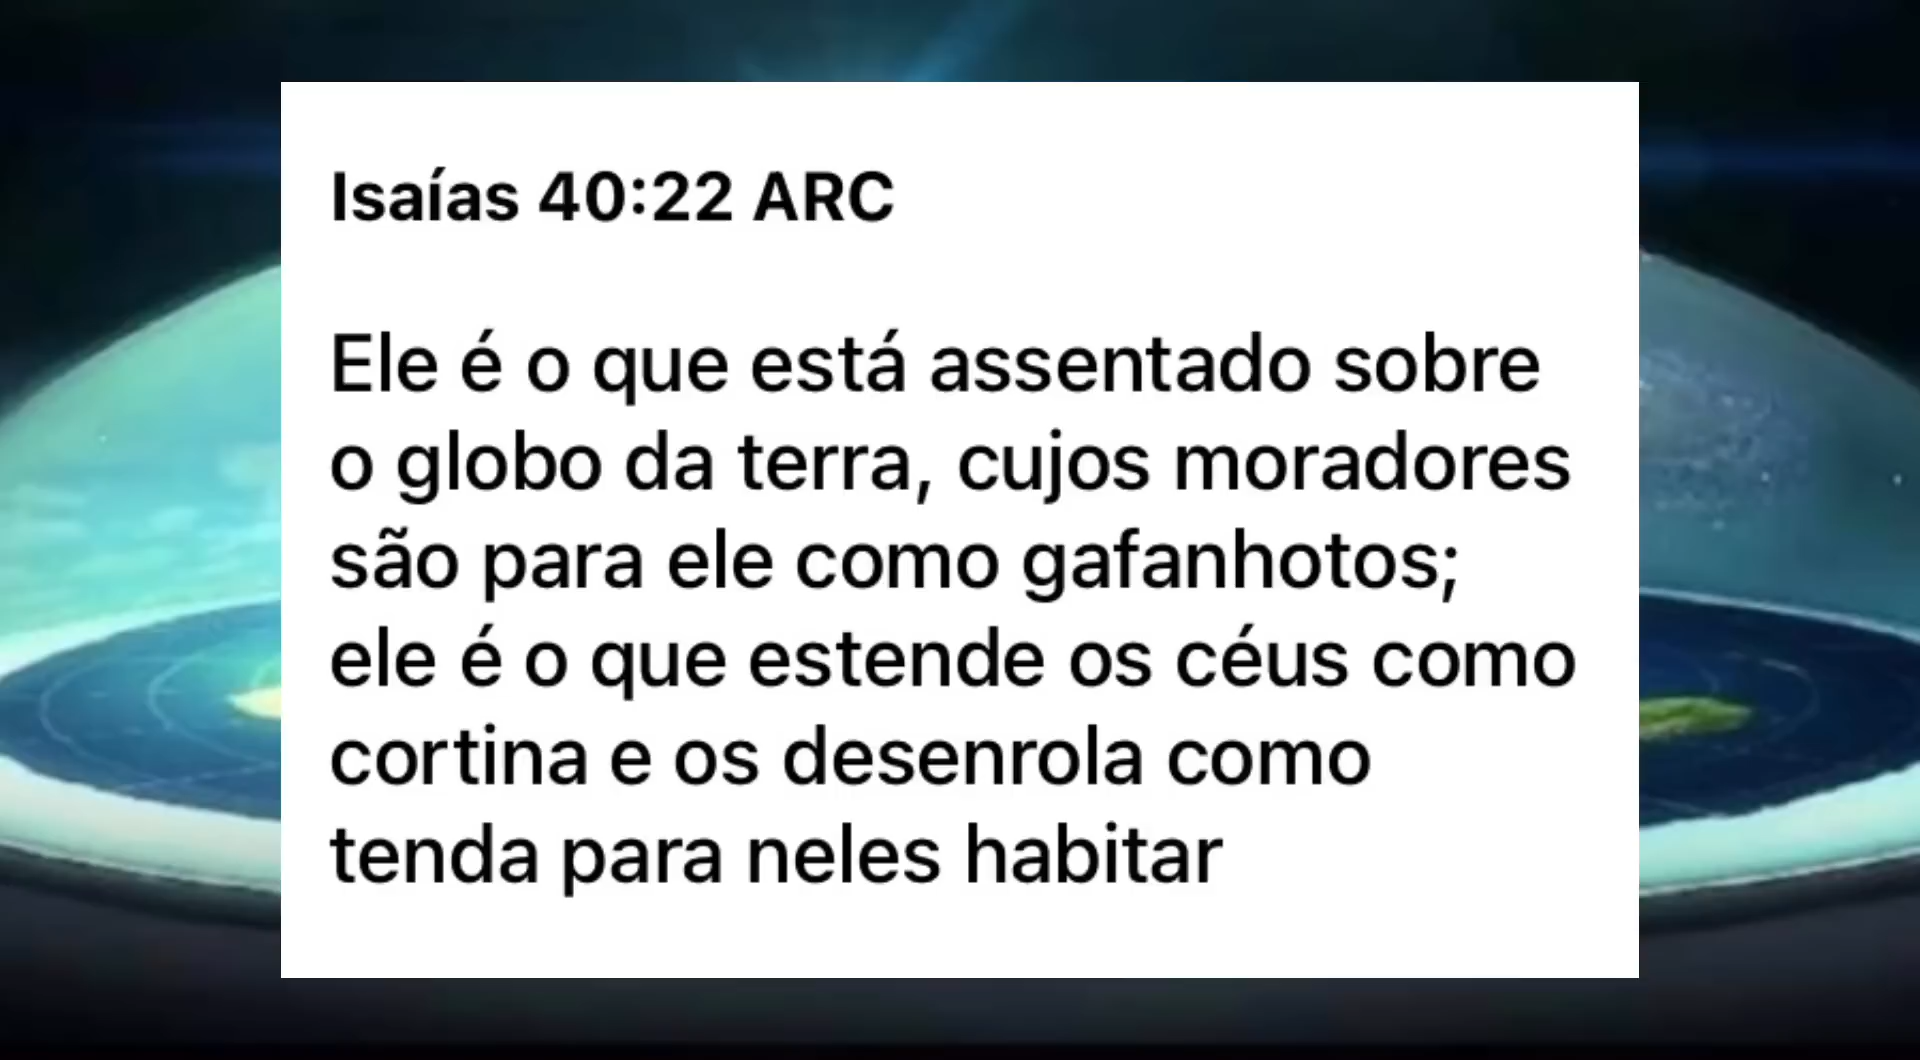 Isaías 40:22 ARC
Ele é o que está assentado sobre
o globo da terra, cujos moradores
são para ele como gafanhotos;
ele é o que estende os céus como
cortina e os desenrola como
tenda para neles habitar